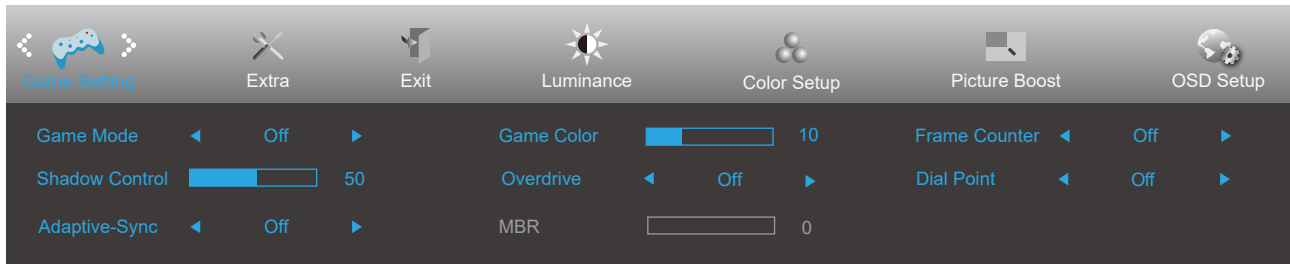 Game Setting Extra Exit Luminance Color Setup Picture Boost OSD Setup
Game Mode Off Game Color 10 Frame Counter Off
Shadow Control 50 Overdrive Off Dial Point Off
Adaptive-Sync Off MBR 0